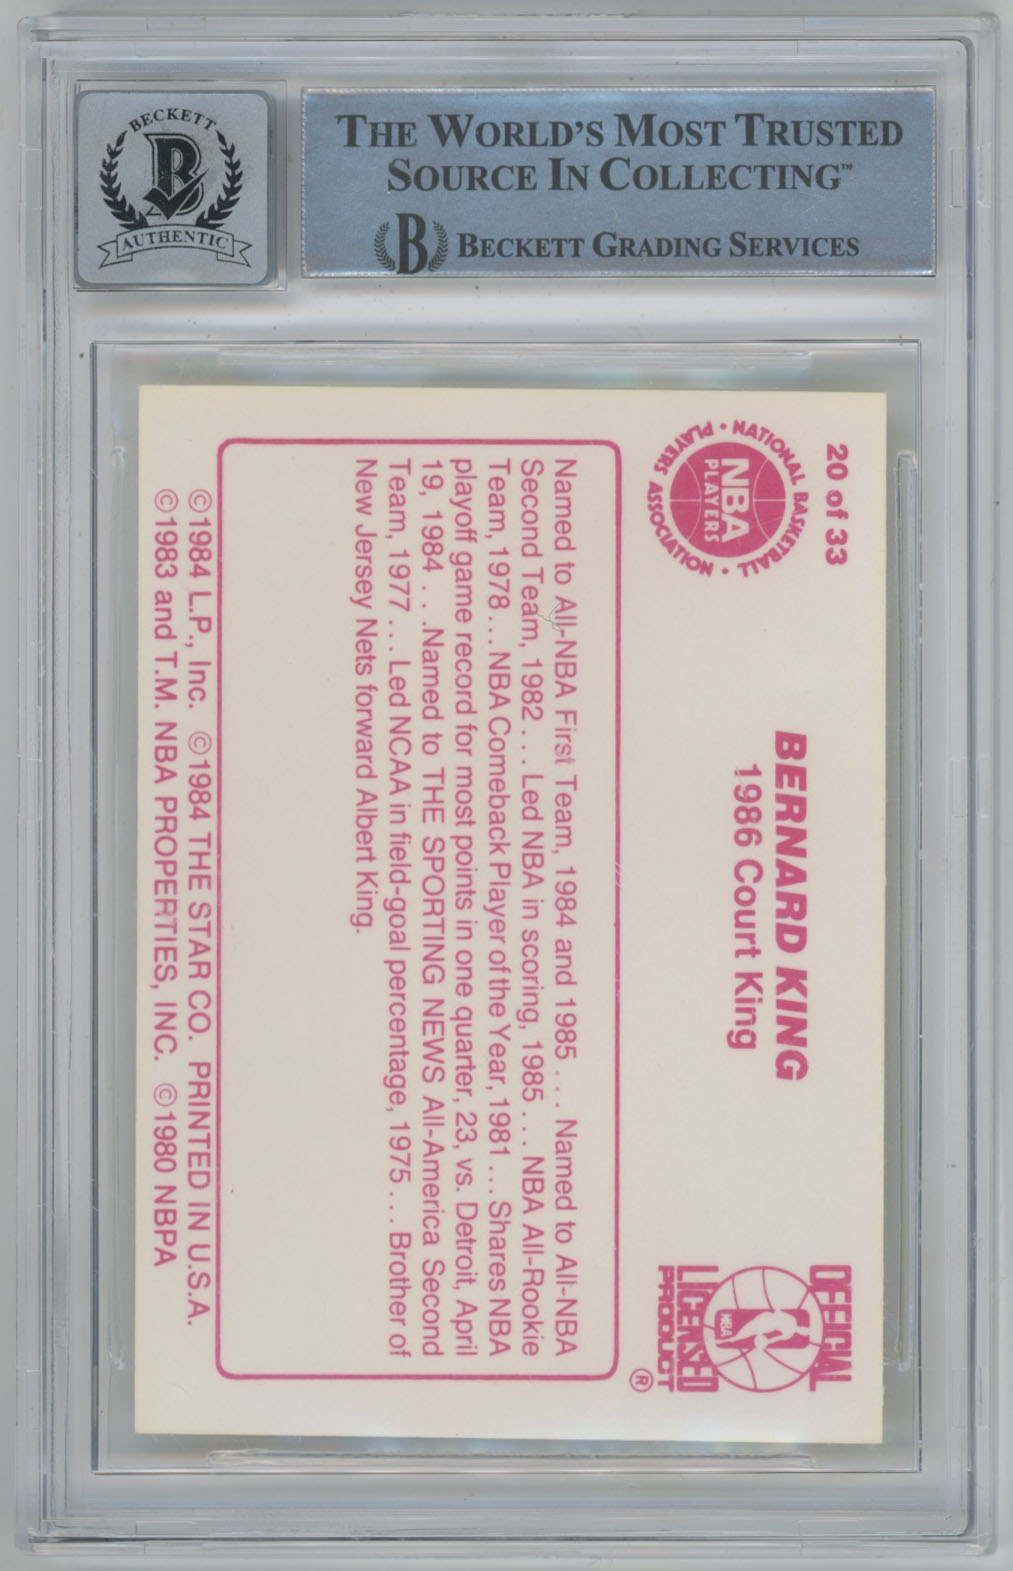 BECKETT
B
AUTHENTIC
THE WORLD'S MOST TRUSTED
SOURCE IN COLLECTING™
B BECKETT GRADING SERVICES
20 of 33
NATIONAL BASKETBALL PLAYERS ASSOCIATION
NBA
PLAYERS
BERNARD KING
1986 Court King
OFFICIAL
NBA
LICENSED
PRODUCT
®
Named to All-NBA First Team, 1984 and 1985 . . . Named to All-NBA
Second Team, 1982 . . . Led NBA in scoring, 1985 . . . NBA All-Rookie
Team, 1978 . . . NBA Comeback Player of the Year, 1981 . . . Shares NBA
playoff game record for most points in one quarter, 23, vs. Detroit, April
19, 1984 . . .Named to THE SPORTING NEWS All-America Second
Team, 1977 . . . Led NCAA in field-goal percentage, 1975 . . . Brother of
New Jersey Nets forward Albert King.
©1984 L.P., Inc. ©1984 THE STAR CO. PRINTED IN U.S.A.
©1983 and T.M. NBA PROPERTIES, INC. ©1980 NBPA